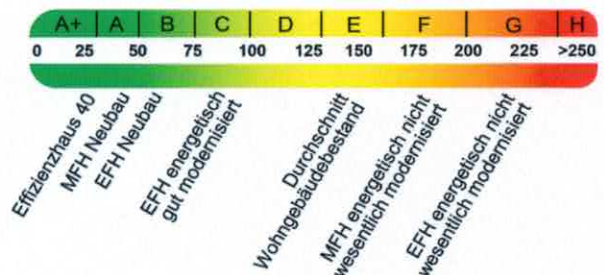 A+ A B C D E F G H
0 25 50 75 100 125 150 175 200 225 >250
Effizienzhaus 40
MFH Neubau
EFH Neubau
EFH energetisch
gut modernisiert
Durchschnitt
Wohngebäudebestand
MFH energetisch nicht
wesentlich modernisiert
EFH energetisch nicht
wesentlich modernisiert